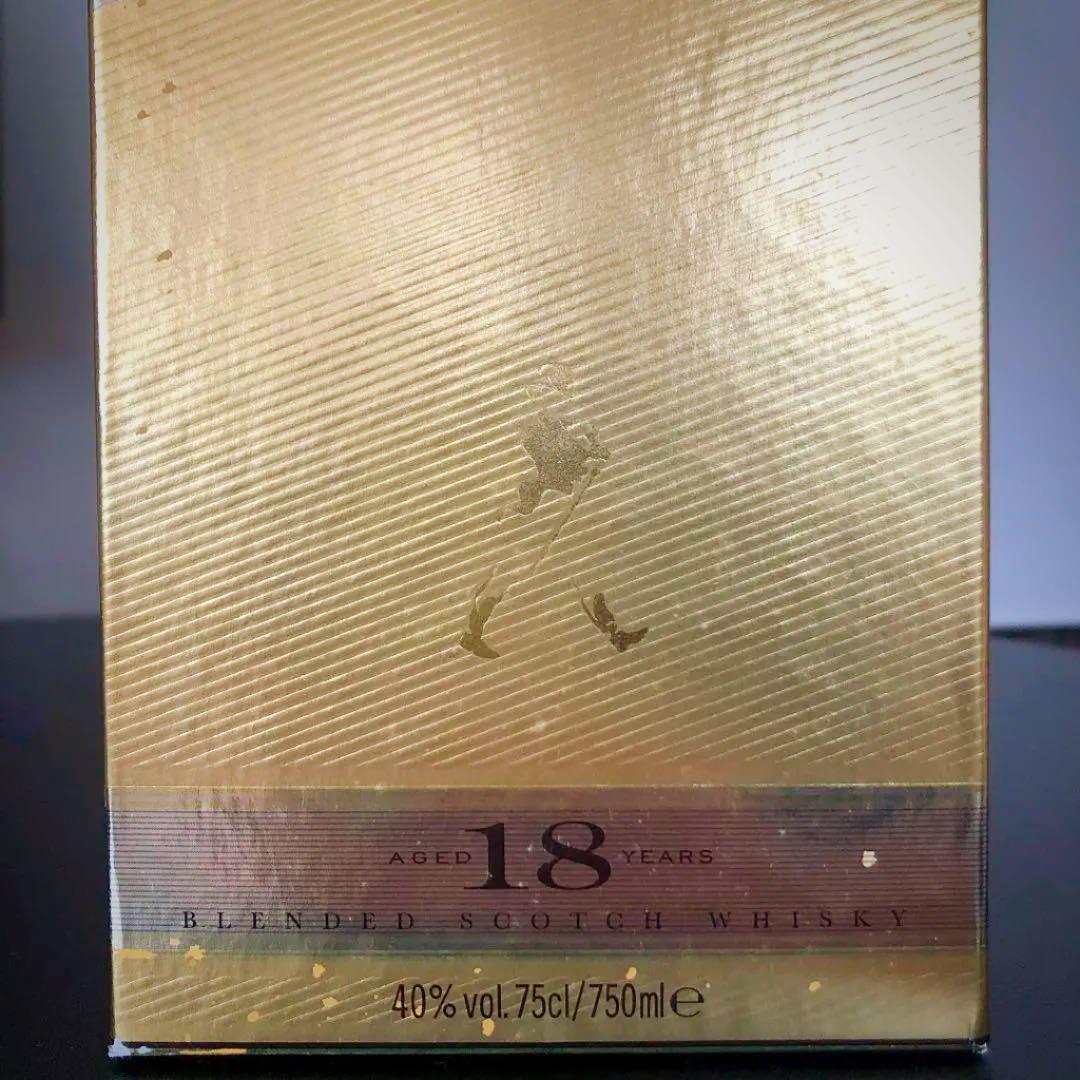 AGED 18 YEARS
BLENDED SCOTCH WHISKY
40% vol. 75cl/750ml e